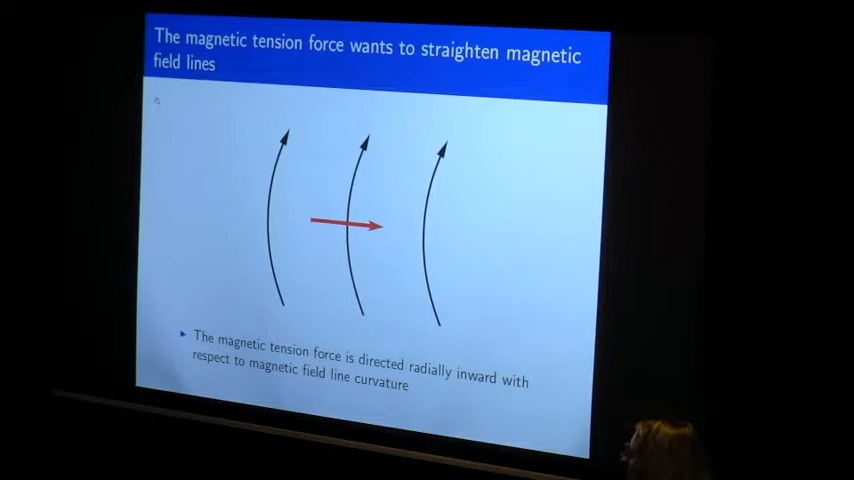 The magnetic tension force wants to straighten magnetic
field lines
The magnetic tension force is directed radially inward with
respect to magnetic field line curvature